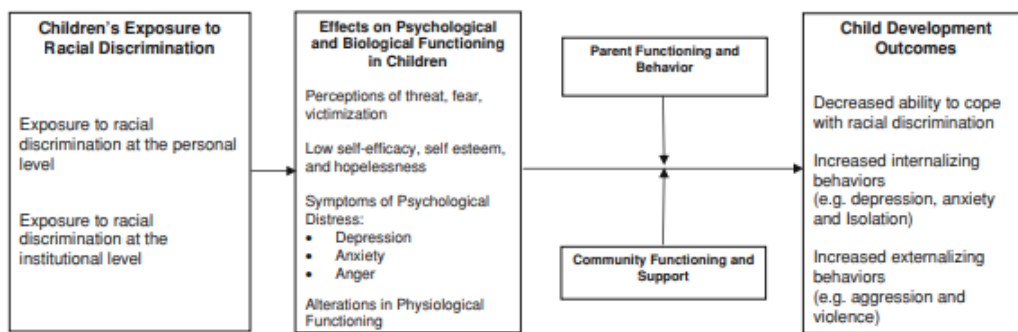 Children's Exposure to
Racial Discrimination
Exposure to racial
discrimination at the personal
level
Exposure to racial
discrimination at the
institutional level
Effects on Psychological
and Biological Functioning
in Children
Perceptions of threat, fear,
victimization
Low self-efficacy, self esteem,
and hopelessness
Symptoms of Psychological
Distress:
• Depression
• Anxiety
• Anger
Alterations in Physiological
Functioning
Parent Functioning and
Behavior
Community Functioning and
Support
Child Development
Outcomes
Decreased ability to cope
with racial discrimination
Increased internalizing
behaviors
(e.g. depression, anxiety
and Isolation)
Increased externalizing
behaviors
(e.g. aggression and
violence)